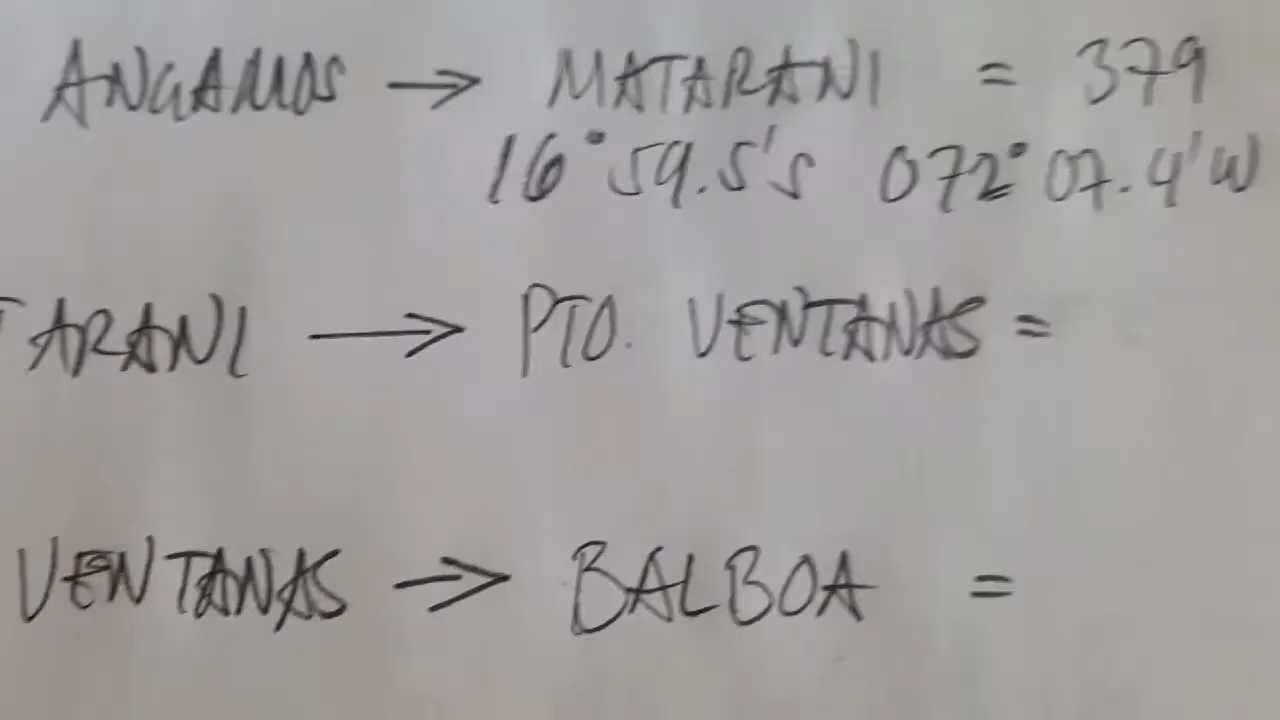 ANGAMOS → MATARANI = 379
16°59.5'S 072°07.4'W
TARANI → PTO. VENTANAS =
VENTANAS → BALBOA =